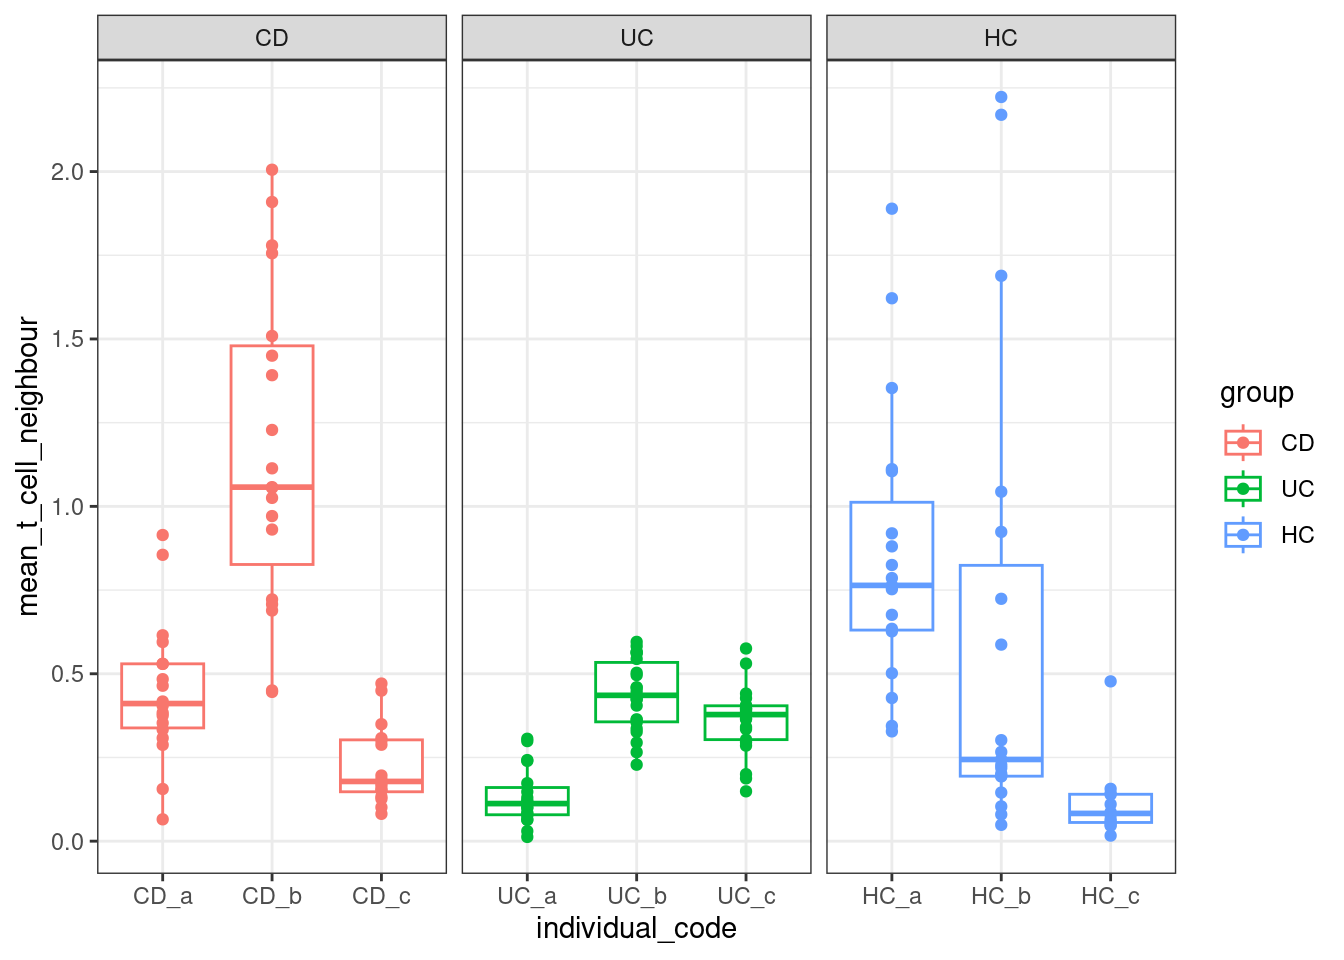 CD UC HC
mean_t_cell_neighbour
2.0
1.5
1.0
0.5
0.0
CD_a CD_b CD_c UC_a UC_b UC_c HC_a HC_b HC_c
individual_code
group
CD
UC
HC